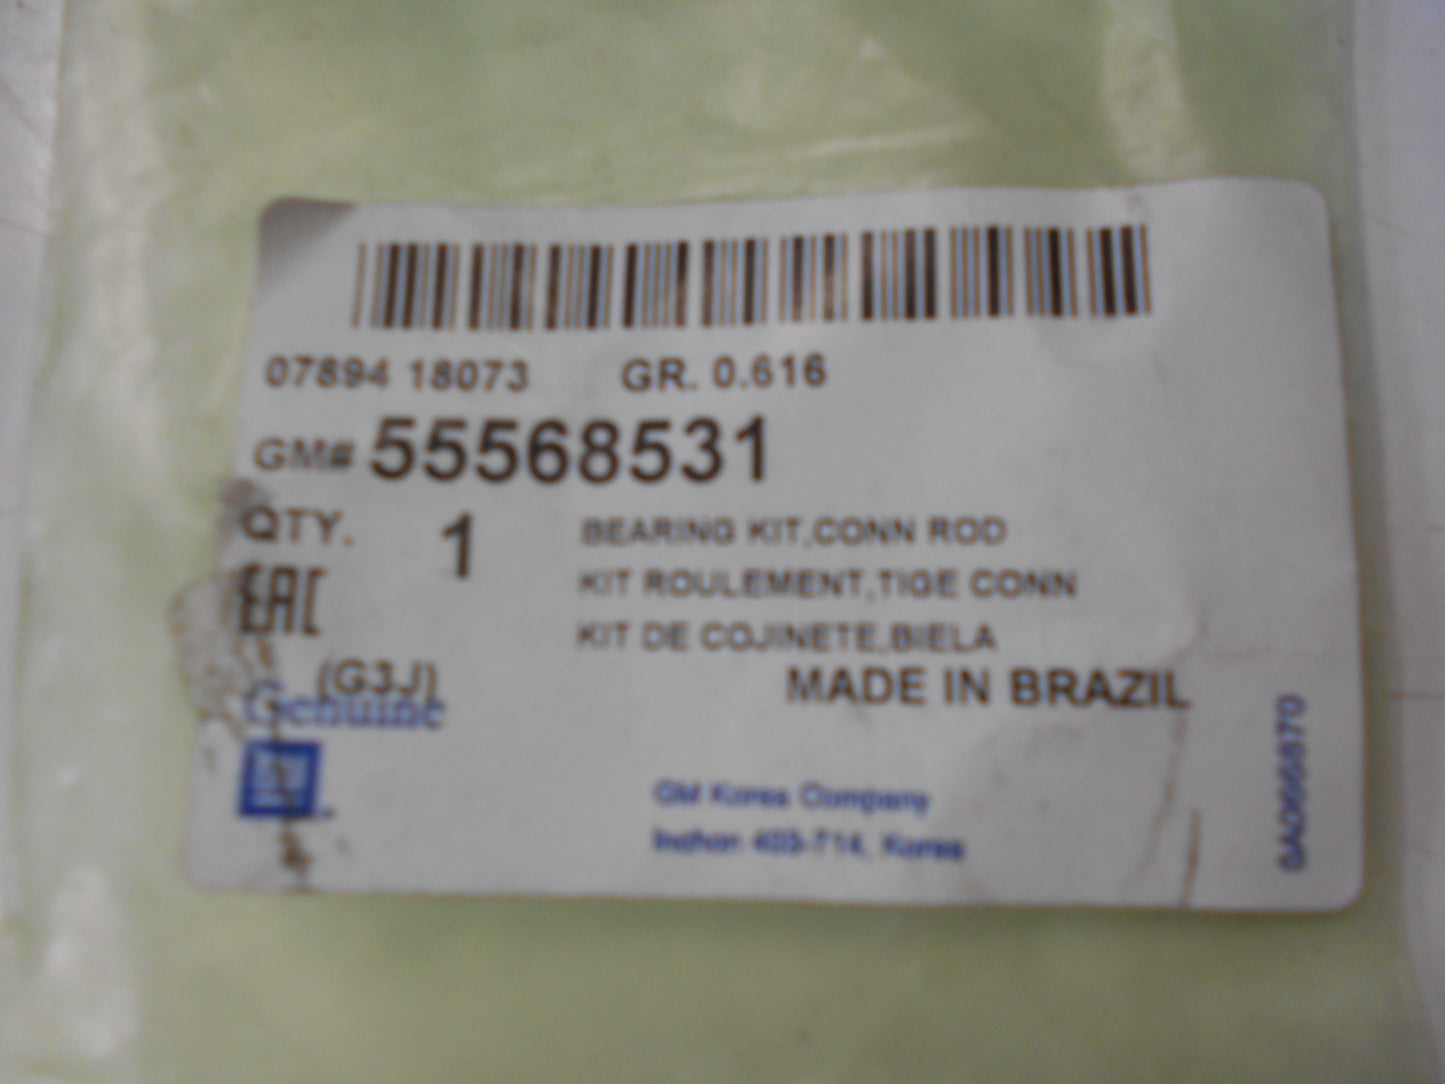 07894 18073 GR. 0.616
GM# 55568531
QTY. 1 BEARING KIT,CONN ROD
EAC KIT ROULEMENT,TIGE CONN
KIT DE COJINETE,BIELA
(G3J) MADE IN BRAZIL
Genuine
GM
GM Korea Company
403-714, Korea